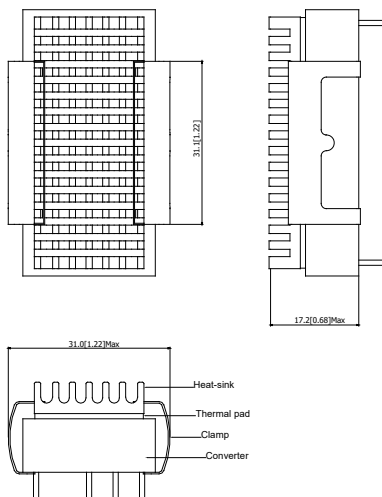 31.1[1.22]
17.2[0.68]Max
31.0[1.22]Max
Heat-sink
Thermal pad
Clamp
Converter